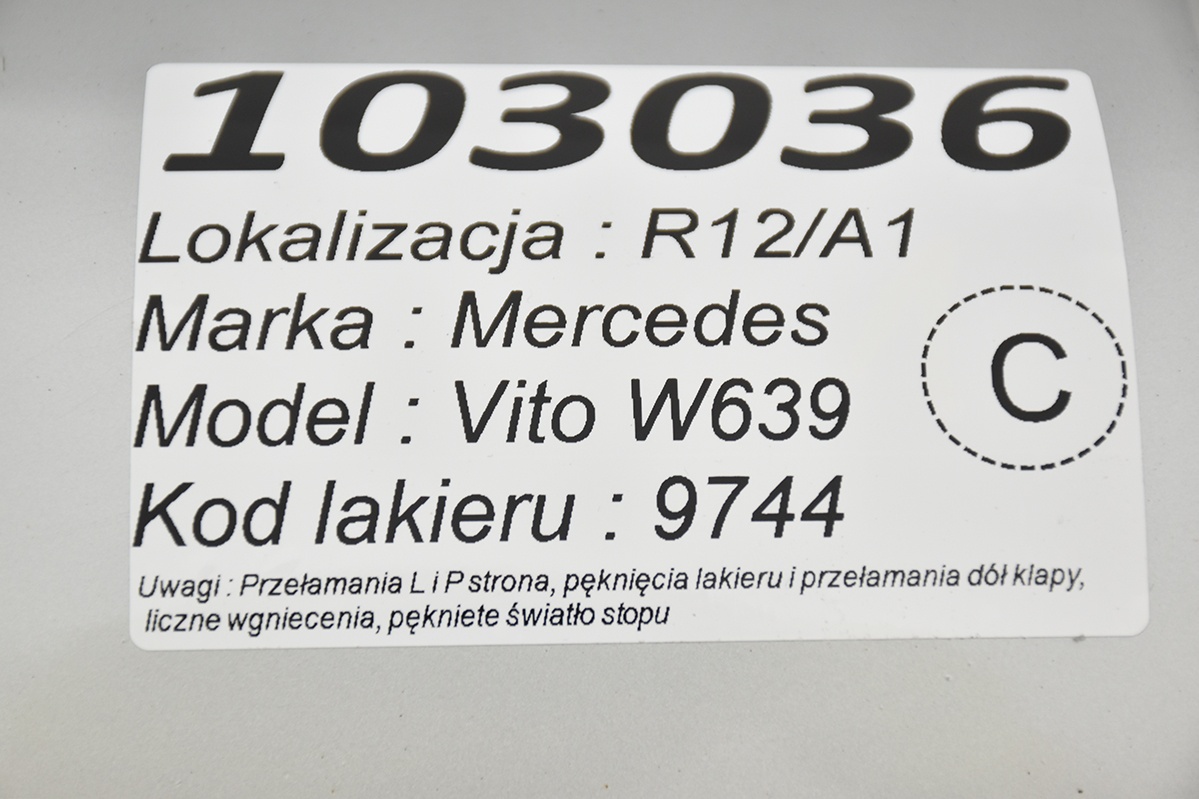 103036
Lokalizacja : R12/A1
Marka : Mercedes
Model : Vito W639
C
Kod lakieru : 9744
Uwagi : Przełamania L i P strona, pęknięcia lakieru i przełamania dół klapy,
liczne wgniecenia, pękniete światło stopu